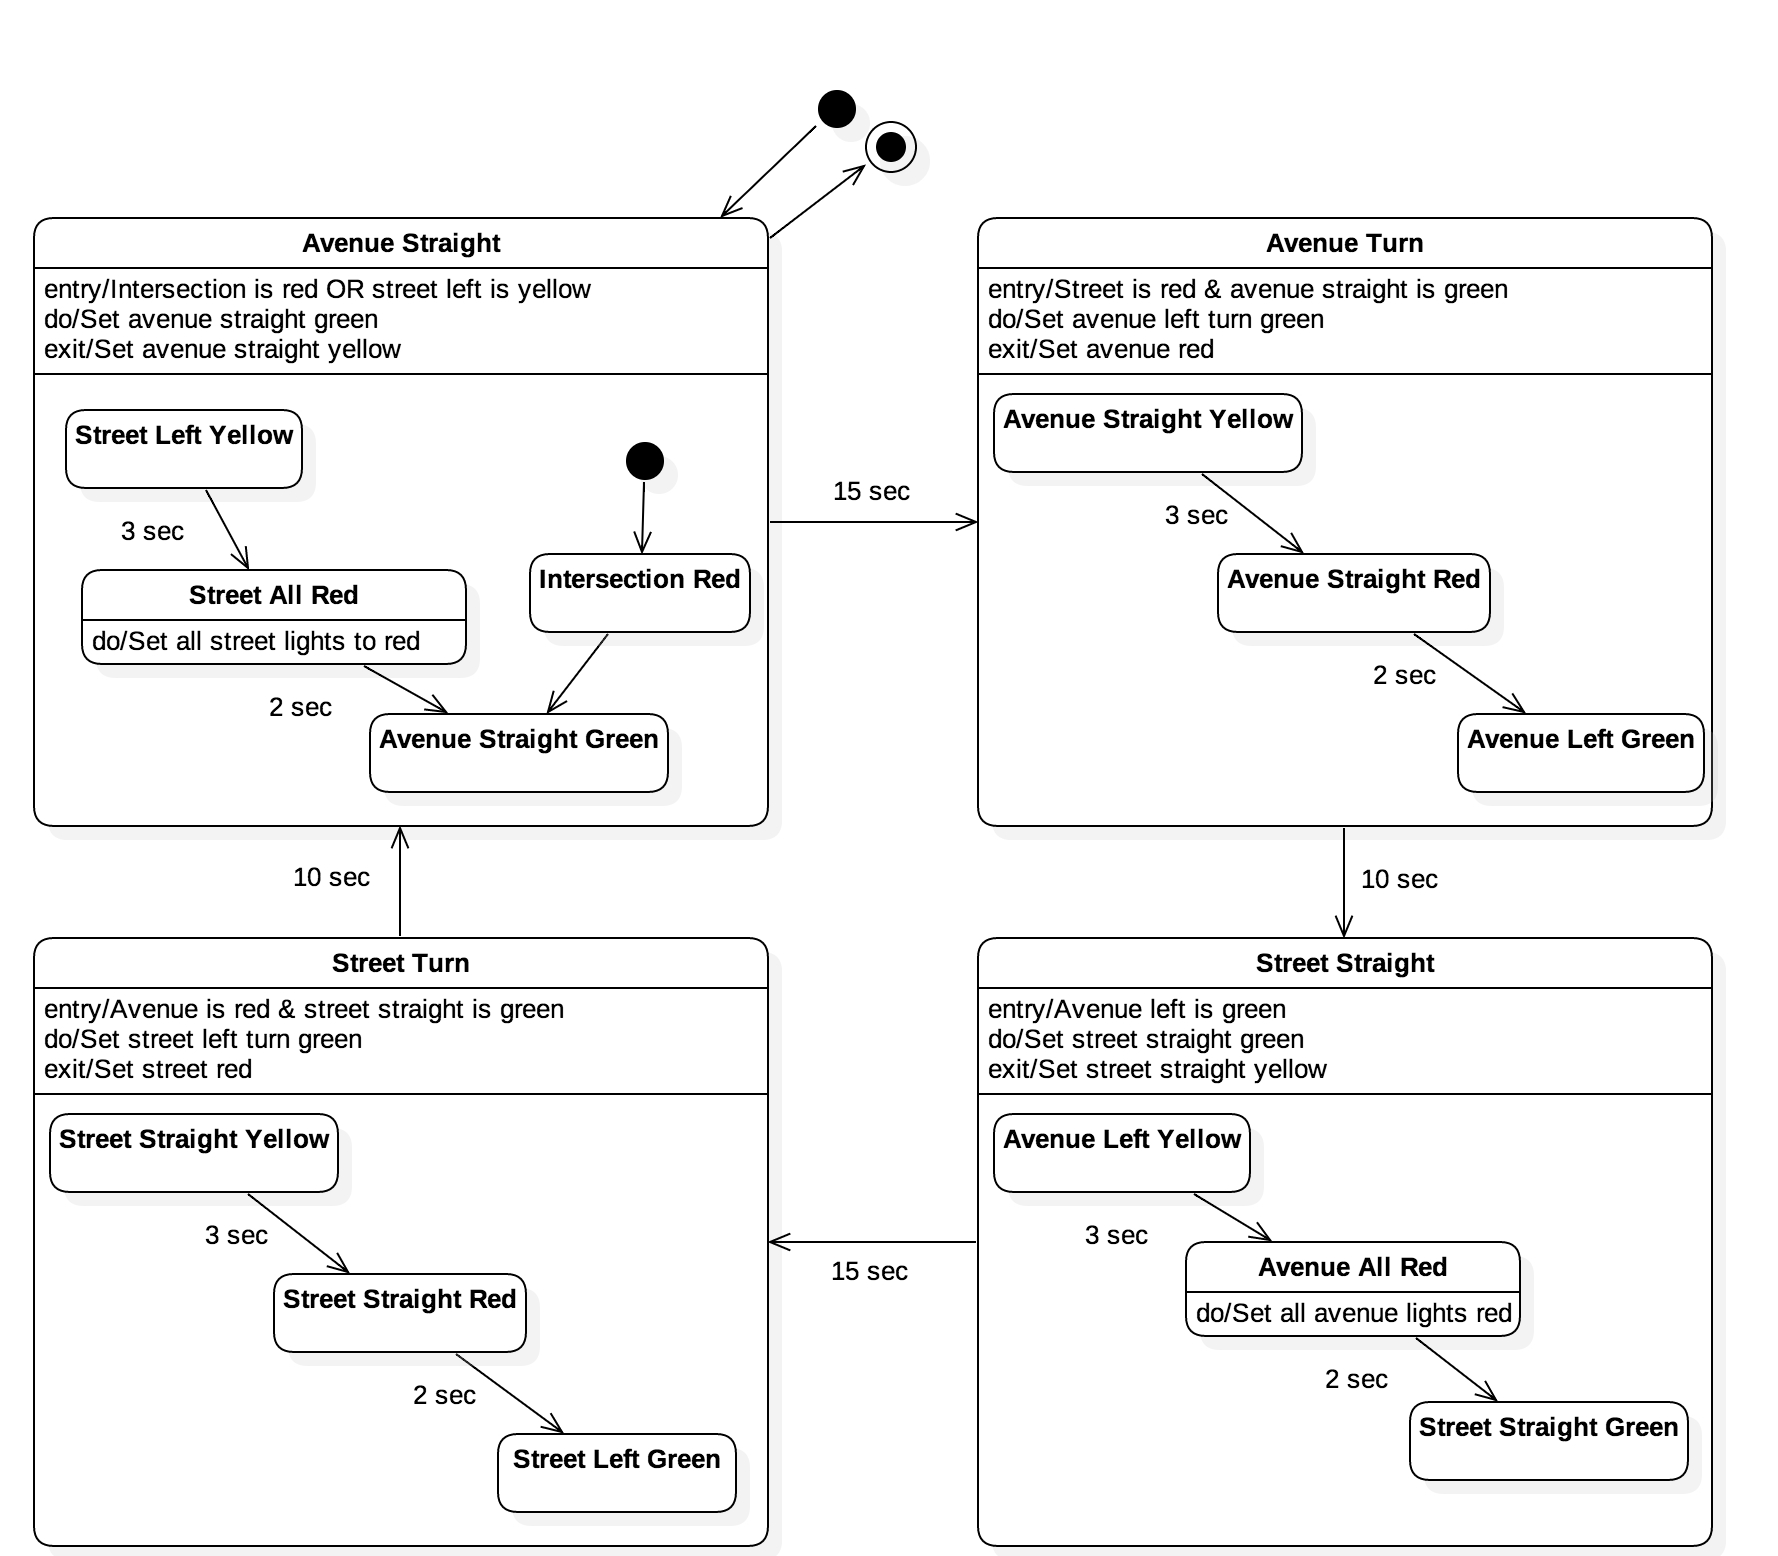 Avenue Straight
entry/Intersection is red OR street left is yellow
do/Set avenue straight green
exit/Set avenue straight yellow
Street Left Yellow
3 sec
Intersection Red
Street All Red
do/Set all street lights to red
2 sec
Avenue Straight Green
15 sec
Avenue Turn
entry/Street is red & avenue straight is green
do/Set avenue left turn green
exit/Set avenue red
Avenue Straight Yellow
3 sec
Avenue Straight Red
2 sec
Avenue Left Green
10 sec
10 sec
Street Turn
entry/Avenue is red & street straight is green
do/Set street left turn green
exit/Set street red
Street Straight Yellow
3 sec
Street Straight Red
2 sec
Street Left Green
15 sec
Street Straight
entry/Avenue left is green
do/Set street straight green
exit/Set street straight yellow
Avenue Left Yellow
3 sec
Avenue All Red
do/Set all avenue lights red
2 sec
Street Straight Green